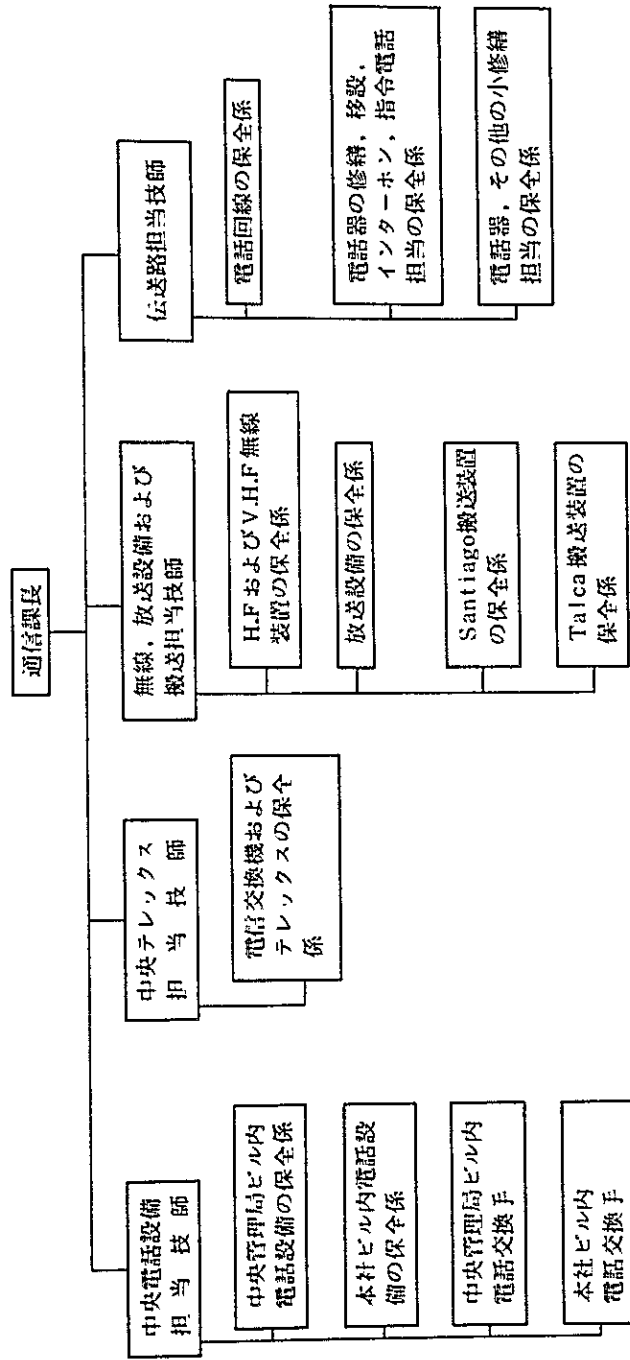 通信課長
中央電話設備
担当技師
中央管理局ビル内
電話設備の保全係
本社ビル内電話設
備の保全係
中央管理局ビル内
電話交換手
本社ビル内
電話交換手
中央テレックス
担当技師
電信交換機および
テレックスの保全
係
無線，放送設備および
搬送担当技師
H.FおよびV.H.F無線
装置の保全係
放送設備の保全係
Santiago搬送装置
の保全係
Talca搬送装置の
保全係
伝送路担当技師
電話回線の保全係
電話器の修繕，移設，
インターホン，指令電話
担当の保全係
電話器，その他の小修繕
担当の保全係